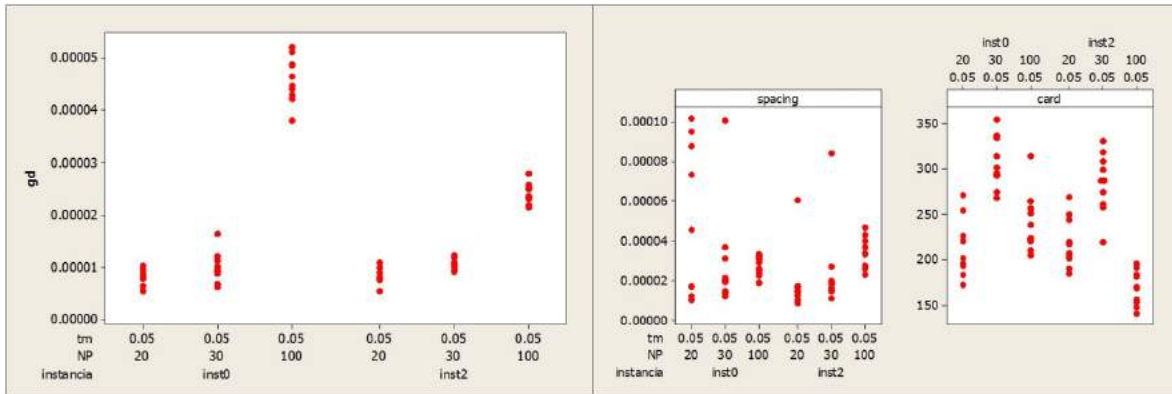 0.00005
0.00004
0.00003
gd
0.00002
0.00001
0.00000
tm 0.05 0.05 0.05 0.05 0.05 0.05
NP 20 30 100 20 30 100
instancia inst0 inst2
spacing
0.00010
0.00008
0.00006
0.00004
0.00002
0.00000
tm 0.05 0.05 0.05 0.05 0.05 0.05
NP 20 30 100 20 30 100
instancia inst0 inst2
inst0 inst2
20 30 100 20 30 100
0.05 0.05 0.05 0.05 0.05 0.05
card
350
300
250
200
150